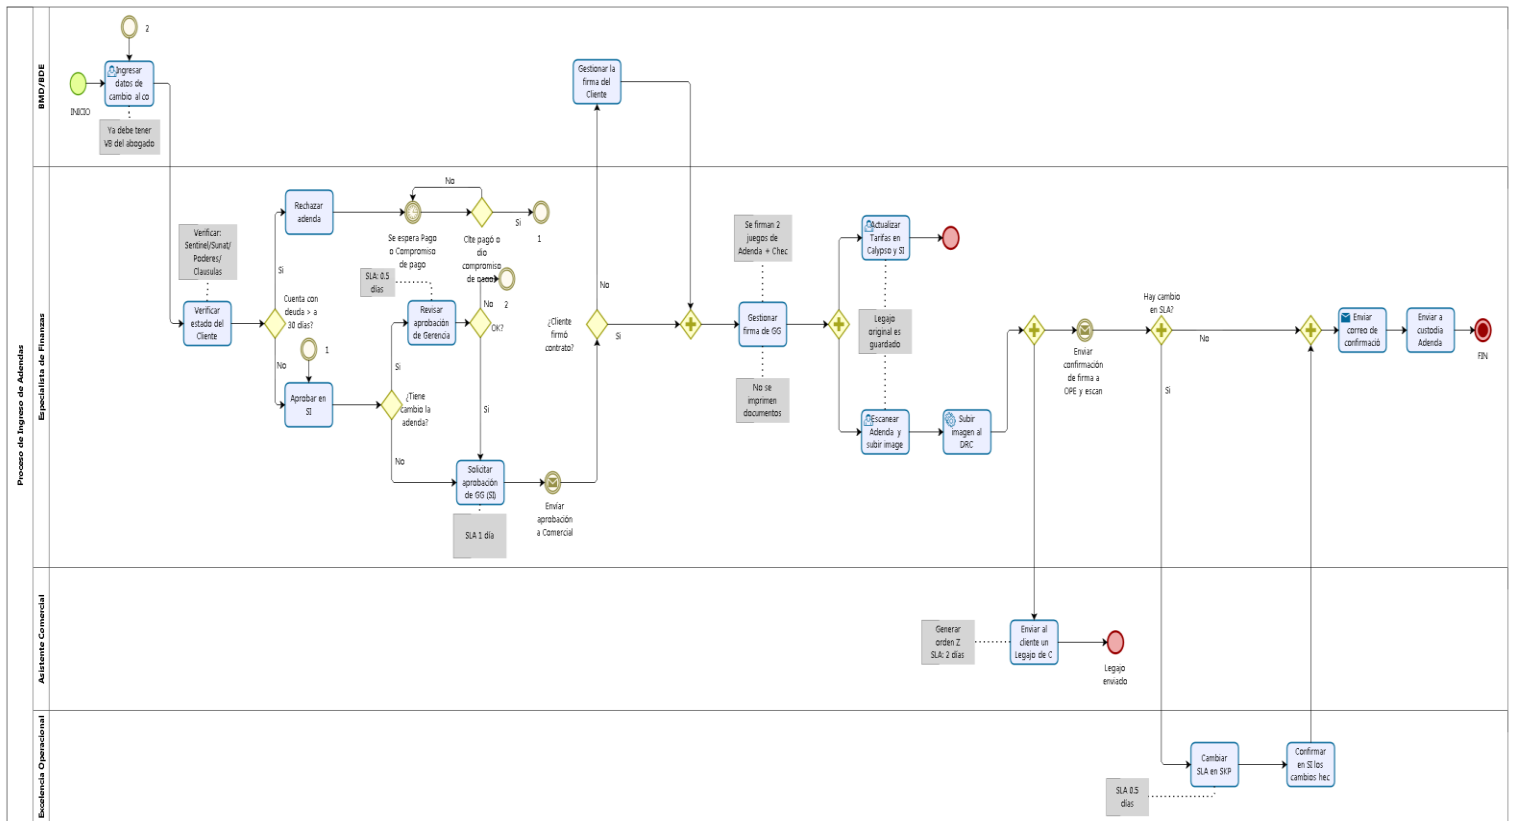 Proceso de Ingreso de Adendas
BMD/BDE
2
INICIO
Ingresar
datos de
cambio al co
Ya debe tener
VB del abogado
Gestionar la
firma del
Cliente
Especialista de Finanzas
Verificar:
Sentinel/Sunat/
Poderes/
Clausulas
Verificar
estado del
Cliente
Cuenta con
deuda > a
30 días?
Si
No
Rechazar
adenda
Se espera Pago
o Compromiso
de pago
No
Clte pagó o
dio
compromiso
de pago?
Si
1
1
Aprobar en
SI
¿Tiene
cambio la
adenda?
Si
No
SLA: 0.5
días
Revisar
aprobación
de Gerencia
OK?
No
2
Si
Solicitar
aprobación
de GG (SI)
SLA 1 día
Enviar
aprobación
a Comercial
¿Cliente
firmó
contrato?
No
Si
Se firman 2
juegos de
Adenda + Chec
Gestionar
firma de GG
No se
imprimen
documentos
Actualizar
Tarifas en
Calypso y SI
Legajo
original es
guardado
Escanear
Adenda y
subir image
Subir
imagen al
DRC
Enviar
confirmación
de firma a
OPE y escan
Hay cambio
en SLA?
No
Si
Enviar
correo de
confirmació
Enviar a
custodia
Adenda
FIN
Asistente Comercial
Generar
orden Z
SLA: 2 días
Enviar al
cliente un
Legajo de C
Legajo
enviado
Excelencia Operacional
Cambiar
SLA en SKP
SLA 0.5
días
Confirmar
en SI los
cambios hec